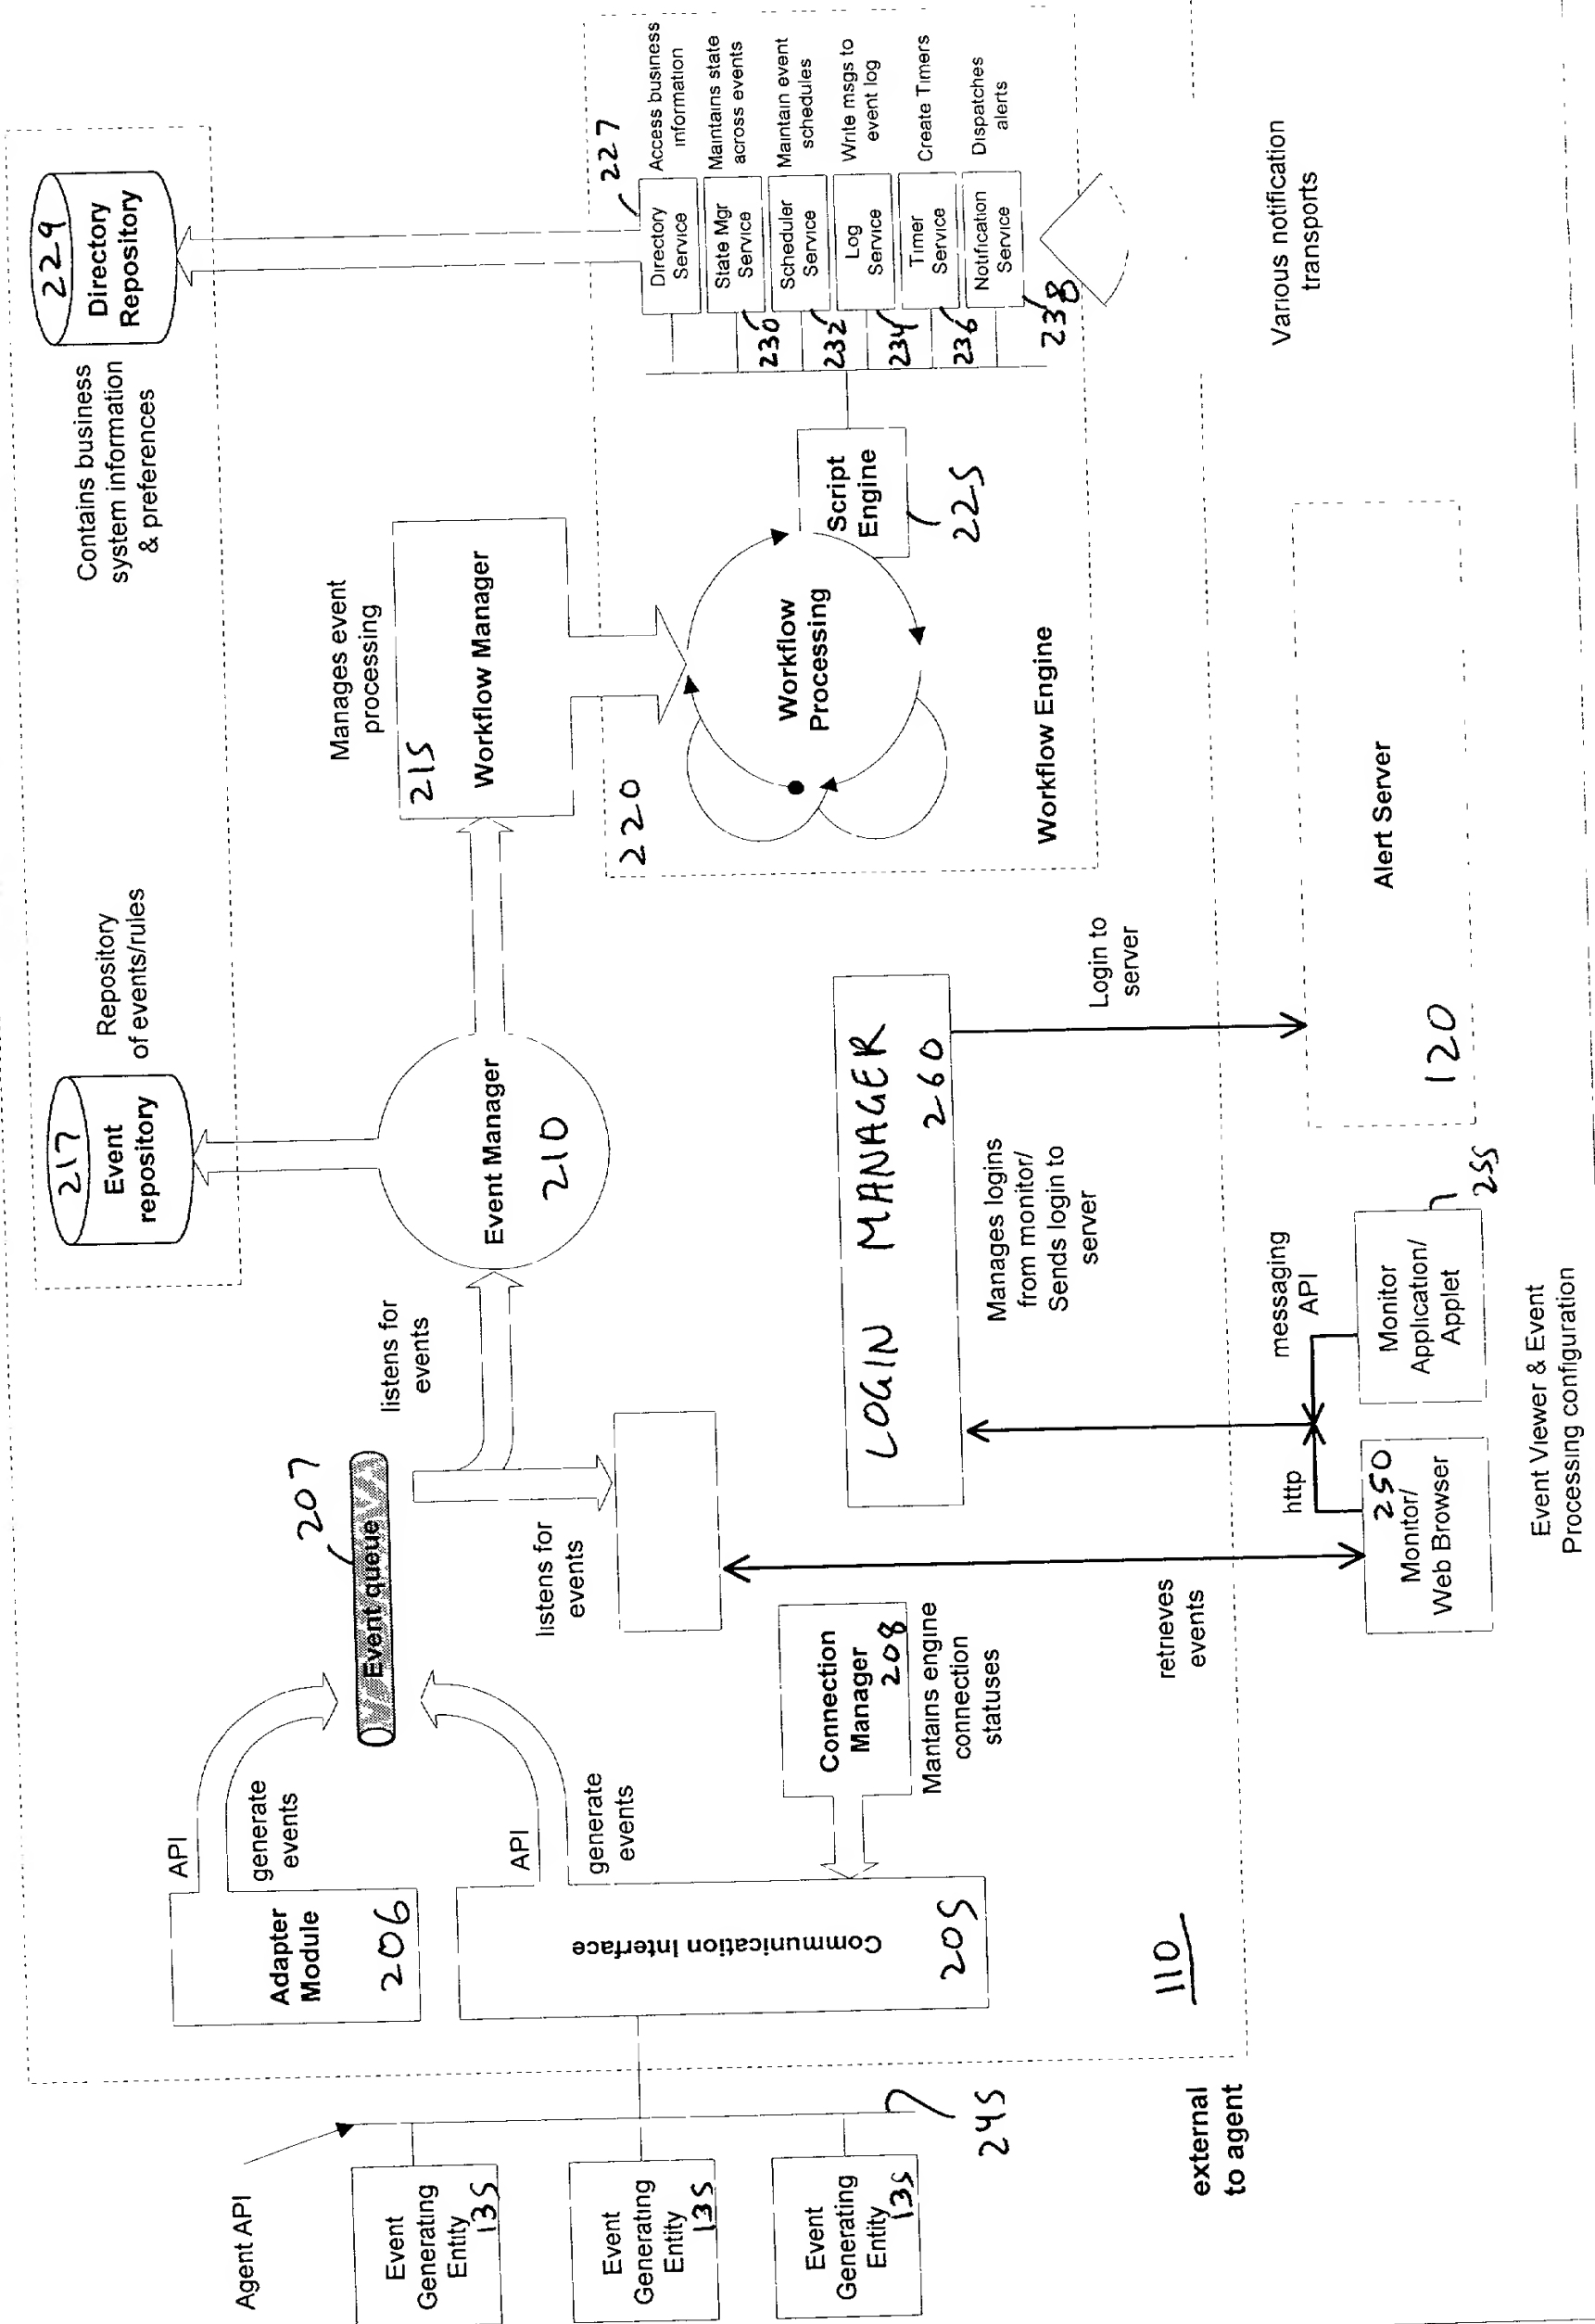 Agent API
Event
Generating
Entity
135
Event
Generating
Entity
135
Event
Generating
Entity
135
245
external
to agent
110
Adapter
Module
206
API
generate
events
Communication Interface
205
API
generate
events
Event queue
207
listens for
events
listens for
events
Connection
Manager
208
Mantains engine
connection
statuses
retrieves
events
217
Event
repository
Repository
of events/rules
Event Manager
210
229
Directory
Repository
Contains business
system information
& preferences
Manages event
processing
215
Workflow Manager
220
Workflow
Processing
Workflow Engine
Script
Engine
225
227
Directory
Service
Access business
information
State Mgr
Service
230
Maintains state
across events
Scheduler
Service
232
Maintain event
schedules
Log
Service
234
Write msgs to
event log
Timer
Service
236
Create Timers
Notification
Service
238
Dispatches
alerts
Various notification
transports
LOGIN MANAGER
260
Manages logins
from monitor/
Sends login to
server
Login to
server
Alert Server
120
http
messaging
API
250
Monitor/
Web Browser
Monitor
Application/
Applet
255
Event Viewer & Event
Processing configuration